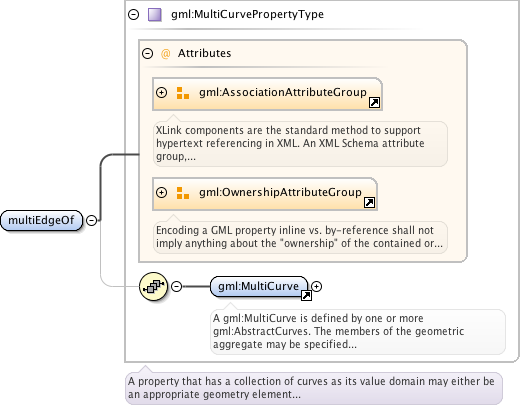 gml:MultiCurvePropertyType
@ Attributes
gml:AssociationAttributeGroup
XLink components are the standard method to support
hypertext referencing in XML. An XML Schema attribute
group,...
gml:OwnershipAttributeGroup
Encoding a GML property inline vs. by-reference shall not
imply anything about the "ownership" of the contained or...
multiEdgeOf
gml:MultiCurve
A gml:MultiCurve is defined by one or more
gml:AbstractCurves. The members of the geometric
aggregate may be specified...
A property that has a collection of curves as its value domain may either be
an appropriate geometry element...